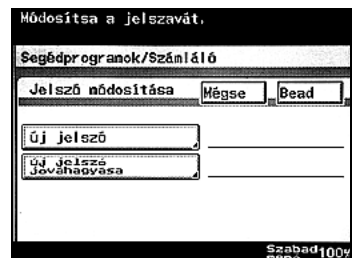 Módosítsa a jelszavát.
Segédprogramok/Számláló
Jelszó módosítása Mégse Bead
új jelszó
új jelszó
jóváhagyása
Szabad 100%